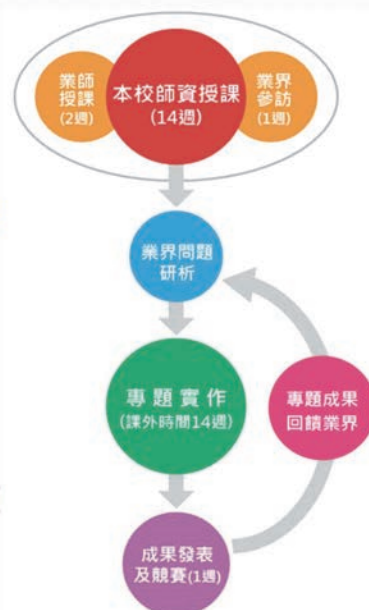 業師
授課
(2週)
本校師資授課
(14週)
業界
參訪
(1週)
業界問題
研析
專題實作
(課外時間14週)
專題成果
回饋業界
成果發表
及競賽(1週)